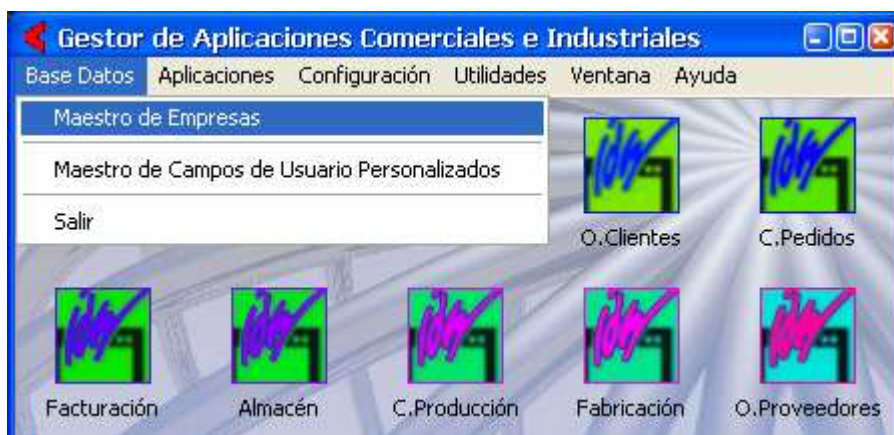 Gestor de Aplicaciones Comerciales e Industriales
Base Datos Aplicaciones Configuración Utilidades Ventana Ayuda
Maestro de Empresas
Maestro de Campos de Usuario Personalizados
Salir
O.Clientes C.Pedidos
Facturación Almacén C.Producción Fabricación O.Proveedores